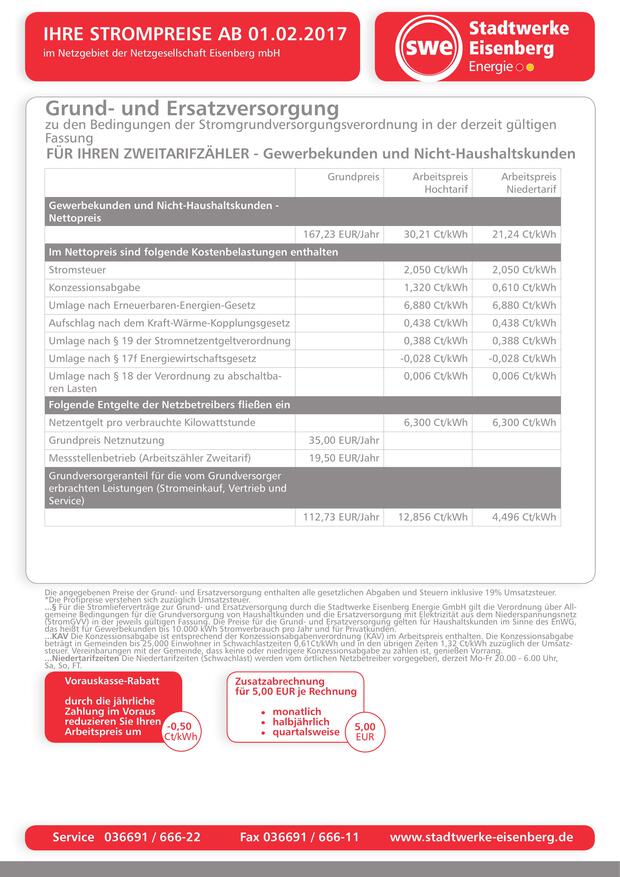 IHRE STROMPREISE AB 01.02.2017
im Netzgebiet der Netzgesellschaft Eisenberg mbH
swe
Stadtwerke
Eisenberg
Energie
Grund- und Ersatzversorgung
zu den Bedingungen der Stromgrundversorgungsverordnung in der derzeit gültigen
Fassung
FÜR IHREN ZWEITARIFZÄHLER - Gewerbekunden und Nicht-Haushaltskunden
Grundpreis Arbeitspreis Arbeitspreis
Hochtarif Niedertarif
Gewerbekunden und Nicht-Haushaltskunden -
Nettopreis
167,23 EUR/Jahr 30,21 Ct/kWh 21,24 Ct/kWh
Im Nettopreis sind folgende Kostenbelastungen enthalten
Stromsteuer 2,050 Ct/kWh 2,050 Ct/kWh
Konzessionsabgabe 1,320 Ct/kWh 0,610 Ct/kWh
Umlage nach Erneuerbaren-Energien-Gesetz 6,880 Ct/kWh 6,880 Ct/kWh
Aufschlag nach dem Kraft-Wärme-Kopplungsgesetz 0,438 Ct/kWh 0,438 Ct/kWh
Umlage nach § 19 der Stromnetzentgeltverordnung 0,388 Ct/kWh 0,388 Ct/kWh
Umlage nach § 17f Energiewirtschaftsgesetz -0,028 Ct/kWh -0,028 Ct/kWh
Umlage nach § 18 der Verordnung zu abschaltba- 0,006 Ct/kWh 0,006 Ct/kWh
ren Lasten
Folgende Entgelte der Netzbetreibers fließen ein
Netzentgelt pro verbrauchte Kilowattstunde 6,300 Ct/kWh 6,300 Ct/kWh
Grundpreis Netznutzung 35,00 EUR/Jahr
Messstellenbetrieb (Arbeitszähler Zweitarif) 19,50 EUR/Jahr
Grundversorgeranteil für die vom Grundversorger
erbrachten Leistungen (Stromeinkauf, Vertrieb und
Service)
112,73 EUR/Jahr 12,856 Ct/kWh 4,496 Ct/kWh
Die angegebenen Preise der Grund- und Ersatzversorgung enthalten alle gesetzlichen Abgaben und Steuern inklusive 19% Umsatzsteuer.
*Die Profipreise verstehen sich zuzüglich Umsatzsteuer.
...§ Für die Stromlieferverträge zur Grund- und Ersatzversorgung durch die Stadtwerke Eisenberg Energie GmbH gilt die Verordnung über All-
gemeine Bedingungen für die Grundversorgung von Haushaltkunden und die Ersatzversorgung mit Elektrizität aus dem Niederspannungsnetz
(StromGVV) in der jeweils gültigen Fassung. Die Preise für die Grund- und Ersatzversorgung gelten für Haushaltskunden im Sinne des EnWG,
das heißt für Gewerbekunden bis 10.000 kWh Stromverbrauch pro Jahr und für Privatkunden.
...KAV Die Konzessionsabgabe ist entsprechend der Konzessionsabgabenverordnung (KAV) im Arbeitspreis enthalten. Die Konzessionsabgabe
beträgt in Gemeinden bis 25.000 Einwohner in Schwachlastzeiten 0,61Ct/kWh und in den übrigen Zeiten 1,32 Ct/kWh zuzüglich der Umsatz-
steuer. Vereinbarungen mit der Gemeinde, dass keine oder niedrigere Konzessionsabgabe zu zahlen ist, genießen Vorrang.
...Niedertarifzeiten Die Niedertarifzeiten (Schwachlast) werden vom örtlichen Netzbetreiber vorgegeben, derzeit Mo-Fr 20.00 - 6.00 Uhr,
Sa, So, FT.
Vorauskasse-Rabatt
durch die jährliche
Zahlung im Voraus
reduzieren Sie Ihren
Arbeitspreis um
-0,50
Ct/kWh
Zusatzabrechnung
für 5,00 EUR je Rechnung
• monatlich
• halbjährlich
• quartalsweise
5,00
EUR
Service 036691 / 666-22 Fax 036691 / 666-11 www.stadtwerke-eisenberg.de